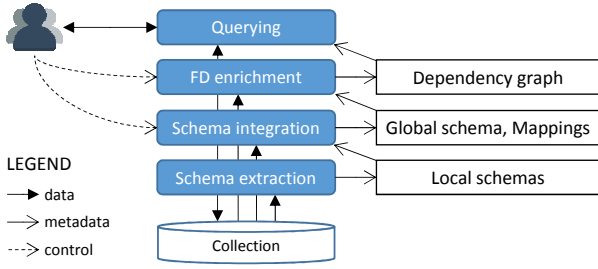 Querying
FD enrichment
Dependency graph
Schema integration
Global schema, Mappings
LEGEND
Schema extraction
Local schemas
data
metadata
Collection
control